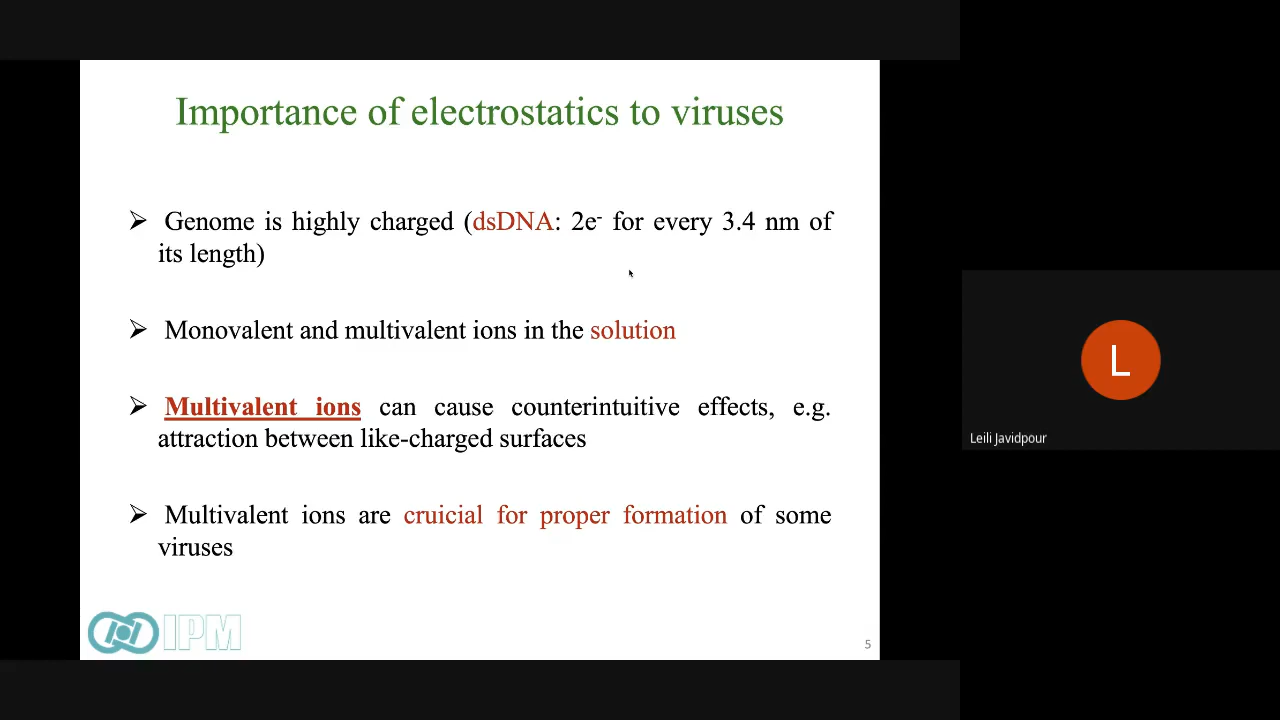 Importance of electrostatics to viruses
➢ Genome is highly charged (dsDNA: 2e⁻ for every 3.4 nm of
its length)
➢ Monovalent and multivalent ions in the solution
➢ Multivalent ions can cause counterintuitive effects, e.g.
attraction between like-charged surfaces
➢ Multivalent ions are cruicial for proper formation of some
viruses
IPM
5
L
Leili Javidpour